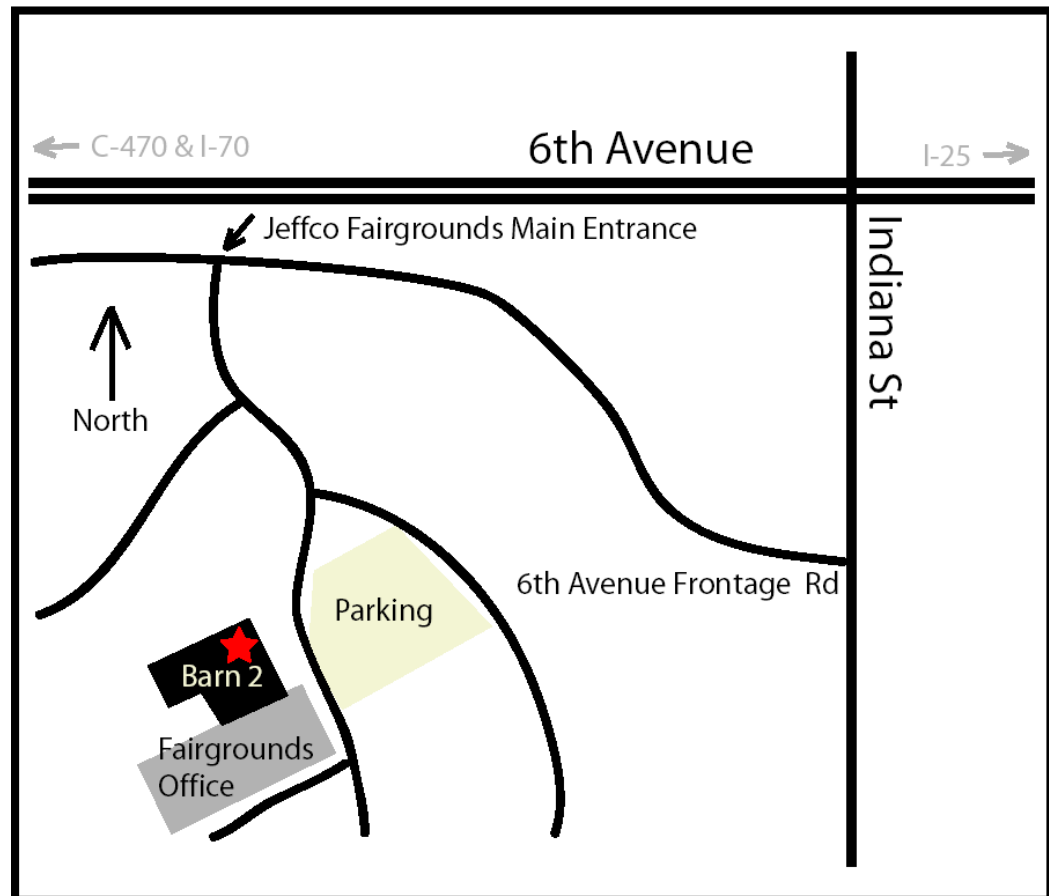 6th Avenue
C-470 & I-70
I-25
Jeffco Fairgrounds Main Entrance
Indiana St
North
6th Avenue Frontage Rd
Parking
Barn 2
Fairgrounds
Office